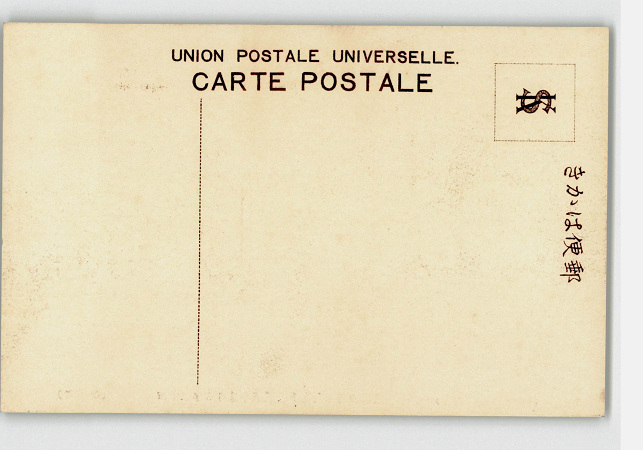 UNION POSTALE UNIVERSELLE.
CARTE POSTALE
きかは便郵